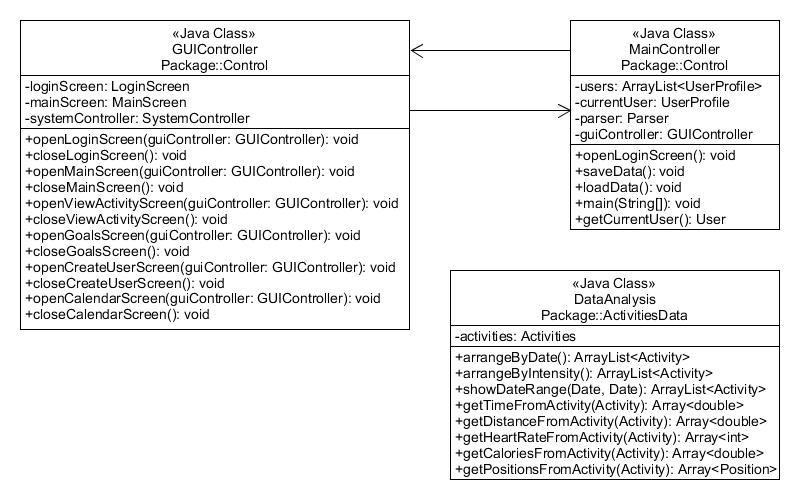 «Java Class»
GUIController
Package::Control
-loginScreen: LoginScreen
-mainScreen: MainScreen
-systemController: SystemController
+openLoginScreen(guiController: GUIController): void
+closeLoginScreen(): void
+openMainScreen(guiController: GUIController): void
+closeMainScreen(): void
+openViewActivityScreen(guiController: GUIController): void
+closeViewActivityScreen(): void
+openGoalsScreen(guiController: GUIController): void
+closeGoalsScreen(): void
+openCreateUserScreen(guiController: GUIController): void
+closeCreateUserScreen(): void
+openCalendarScreen(guiController: GUIController): void
+closeCalendarScreen(): void
«Java Class»
MainController
Package::Control
-users: ArrayList<UserProfile>
-currentUser: UserProfile
-parser: Parser
-guiController: GUIController
+openLoginScreen(): void
+saveData(): void
+loadData(): void
+main(String[]): void
+getCurrentUser(): User
«Java Class»
DataAnalysis
Package::ActivitiesData
-activities: Activities
+arrangeByDate(): ArrayList<Activity>
+arrangeByIntensity(): ArrayList<Activity>
+showDateRange(Date, Date): ArrayList<Activity>
+getTimeFromActivity(Activity): Array<double>
+getDistanceFromActivity(Activity): Array<double>
+getHeartRateFromActivity(Activity): Array<int>
+getCaloriesFromActivity(Activity): Array<double>
+getPositionsFromActivity(Activity): Array<Position>